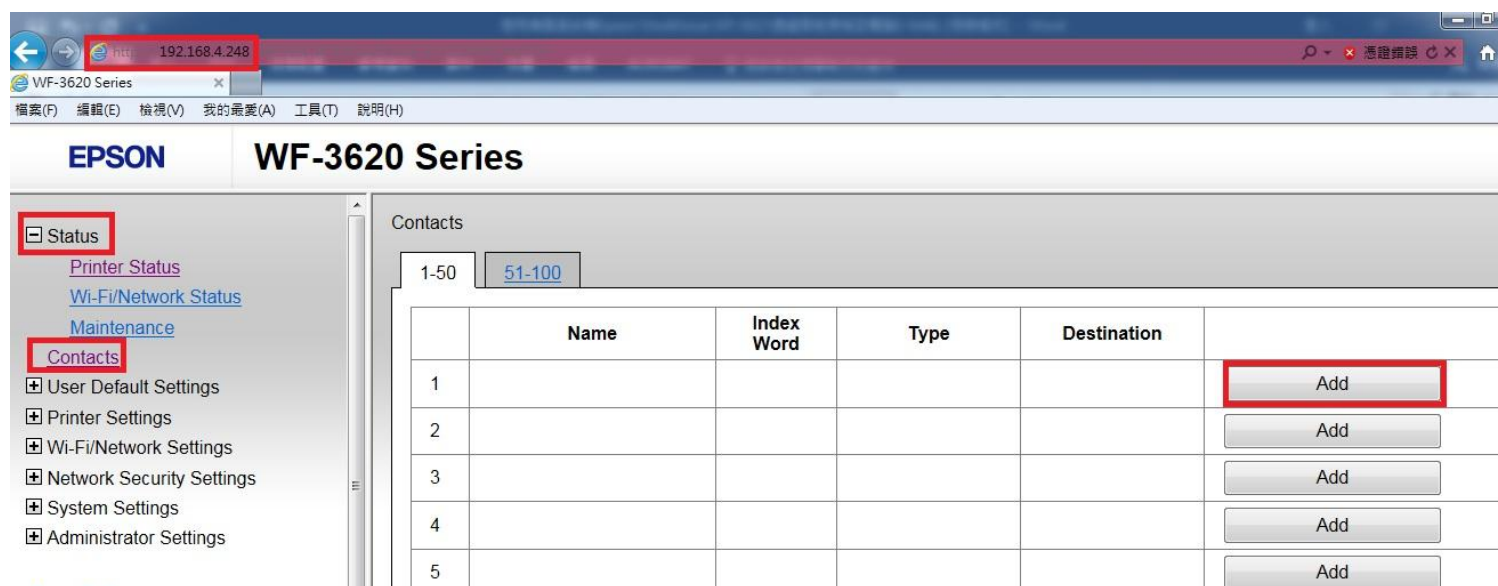 192.168.4.248
憑證錯誤
WF-3620 Series
檔案(F) 編輯(E) 檢視(V) 我的最愛(A) 工具(T) 說明(H)
EPSON WF-3620 Series
Status
Printer Status
Wi-Fi/Network Status
Maintenance
Contacts
User Default Settings
Printer Settings
Wi-Fi/Network Settings
Network Security Settings
System Settings
Administrator Settings
Contacts
1-50 51-100
Name Index Word Type Destination
1 Add
2 Add
3 Add
4 Add
5 Add